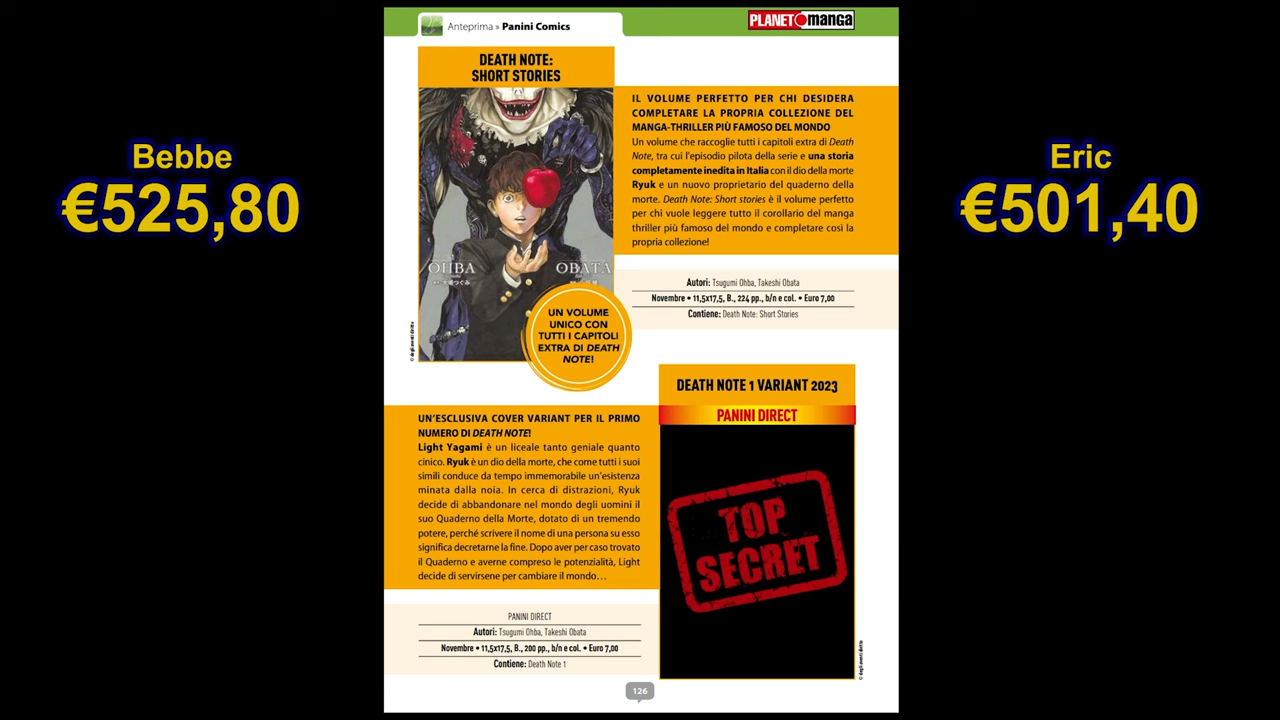 Anteprima » Panini Comics
PLANET manga
Bebbe
€525,80
Eric
€501,40
DEATH NOTE:
SHORT STORIES
OHBA
OBATA
UN VOLUME
UNICO CON
TUTTI I CAPITOLI
EXTRA DI DEATH
NOTE!
© degli aventi diritto
IL VOLUME PERFETTO PER CHI DESIDERA
COMPLETARE LA PROPRIA COLLEZIONE DEL
MANGA-THRILLER PIÙ FAMOSO DEL MONDO
Un volume che raccoglie tutti i capitoli extra di Death
Note, tra cui l'episodio pilota della serie e una storia
completamente inedita in Italia con il dio della morte
Ryuk e un nuovo proprietario del quaderno della
morte. Death Note: Short stories è il volume perfetto
per chi vuole leggere tutto il corollario del manga
thriller più famoso del mondo e completare così la
propria collezione!
Autori: Tsugumi Ohba, Takeshi Obata
Novembre • 11,5x17,5, B., 224 pp., b/n e col. • Euro 7,00
Contiene: Death Note: Short Stories
DEATH NOTE 1 VARIANT 2023
PANINI DIRECT
TOP
SECRET
© degli aventi diritto
UN'ESCLUSIVA COVER VARIANT PER IL PRIMO
NUMERO DI DEATH NOTE!
Light Yagami è un liceale tanto geniale quanto
cinico. Ryuk è un dio della morte, che come tutti i suoi
simili conduce da tempo immemorabile un'esistenza
minata dalla noia. In cerca di distrazioni, Ryuk
decide di abbandonare nel mondo degli uomini il
suo Quaderno della Morte, dotato di un tremendo
potere, perché scrivere il nome di una persona su esso
significa decretarne la fine. Dopo aver per caso trovato
il Quaderno e averne compreso le potenzialità, Light
decide di servirsene per cambiare il mondo…
PANINI DIRECT
Autori: Tsugumi Ohba, Takeshi Obata
Novembre • 11,5x17,5, B., 200 pp., b/n e col. • Euro 7,00
Contiene: Death Note 1
126